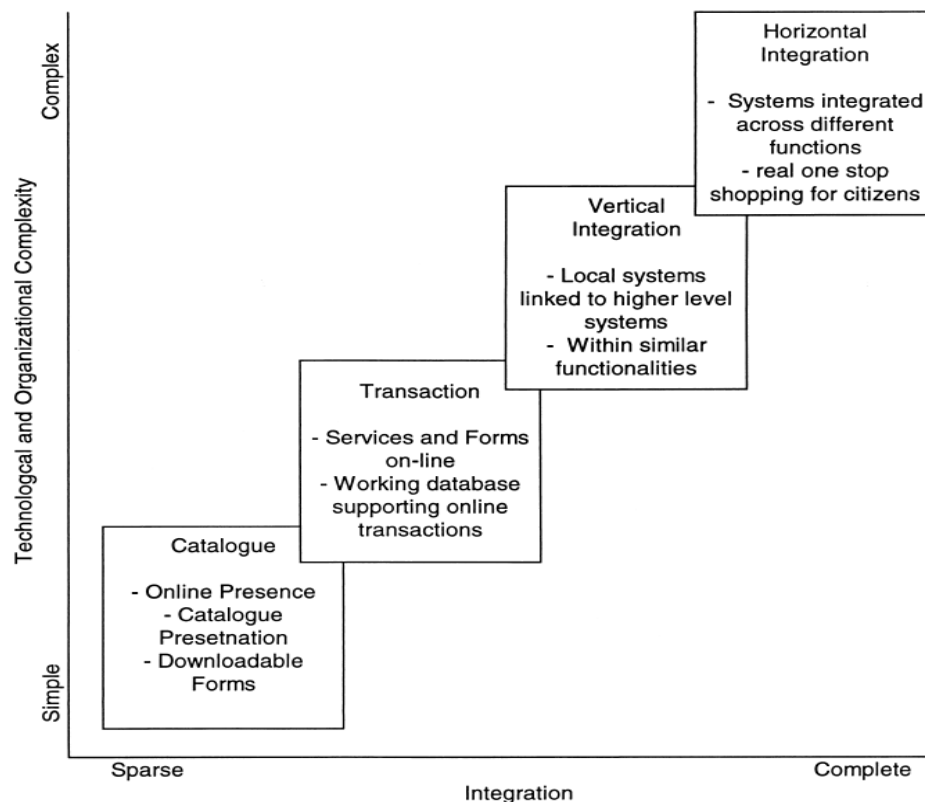 Complex
Technologcal and Organizational Complexity
Simple
Horizontal
Integration
- Systems integrated
across different
functions
- real one stop
shopping for citizens
Vertical
Integration
- Local systems
linked to higher level
systems
- Within similar
functionalities
Transaction
- Services and Forms
on-line
- Working database
supporting online
transactions
Catalogue
- Online Presence
- Catalogue
Presetnation
- Downloadable
Forms
Sparse
Complete
Integration